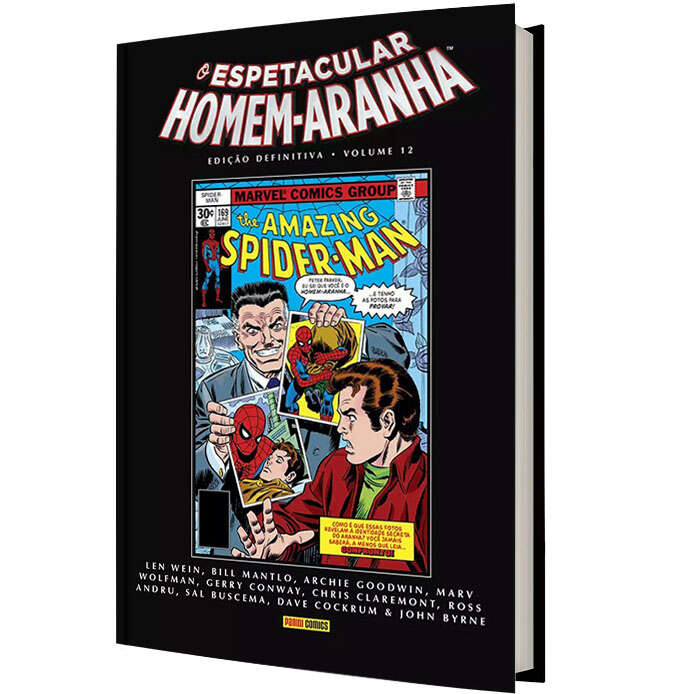 O ESPETACULAR
HOMEM-ARANHA™
EDIÇÃO DEFINITIVA • VOLUME 12
SPIDER-
MAN
MARVEL COMICS GROUP
30¢
169
JUNE
the AMAZING
SPIDER-MAN
PETER PARKER,
EU SEI QUE VOCÊ É O
HOMEM-ARANHA...
...E TENHO
AS FOTOS PARA
PROVAR!
COMO É QUE ESSAS FOTOS
REVELAM A IDENTIDADE SECRETA
DO ARANHA? VOCÊ JAMAIS
SABERÁ, A MENOS QUE LEIA...
CONFRONTO!
LEN WEIN, BILL MANTLO, ARCHIE GOODWIN, MARV
WOLFMAN, GERRY CONWAY, CHRIS CLAREMONT, ROSS
ANDRU, SAL BUSCEMA, DAVE COCKRUM & JOHN BYRNE
PANINI COMICS